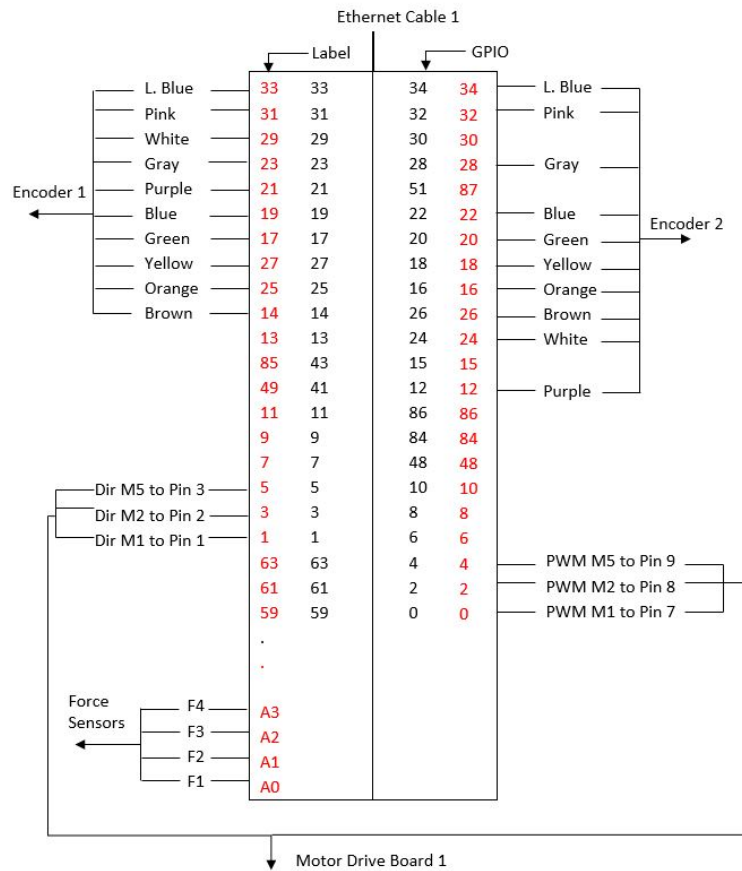 Ethernet Cable 1
Label GPIO
L. Blue 33 33 34 34 L. Blue
Pink 31 31 32 32 Pink
White 29 29 30 30
Gray 23 23 28 28 Gray
Purple 21 21 51 87
Encoder 1
Blue 19 19 22 22 Blue
Encoder 2
Green 17 17 20 20 Green
Yellow 27 27 18 18 Yellow
Orange 25 25 16 16 Orange
Brown 14 14 26 26 Brown
13 13 24 24 White
85 43 15 15
49 41 12 12 Purple
11 11 86 86
9 9 84 84
7 7 48 48
Dir M5 to Pin 3 5 5 10 10
Dir M2 to Pin 2 3 3 8 8
Dir M1 to Pin 1 1 1 6 6
63 63 4 4 PWM M5 to Pin 9
61 61 2 2 PWM M2 to Pin 8
59 59 0 0 PWM M1 to Pin 7
.
.
Force
Sensors
F4 A3
F3 A2
F2 A1
F1 A0
Motor Drive Board 1